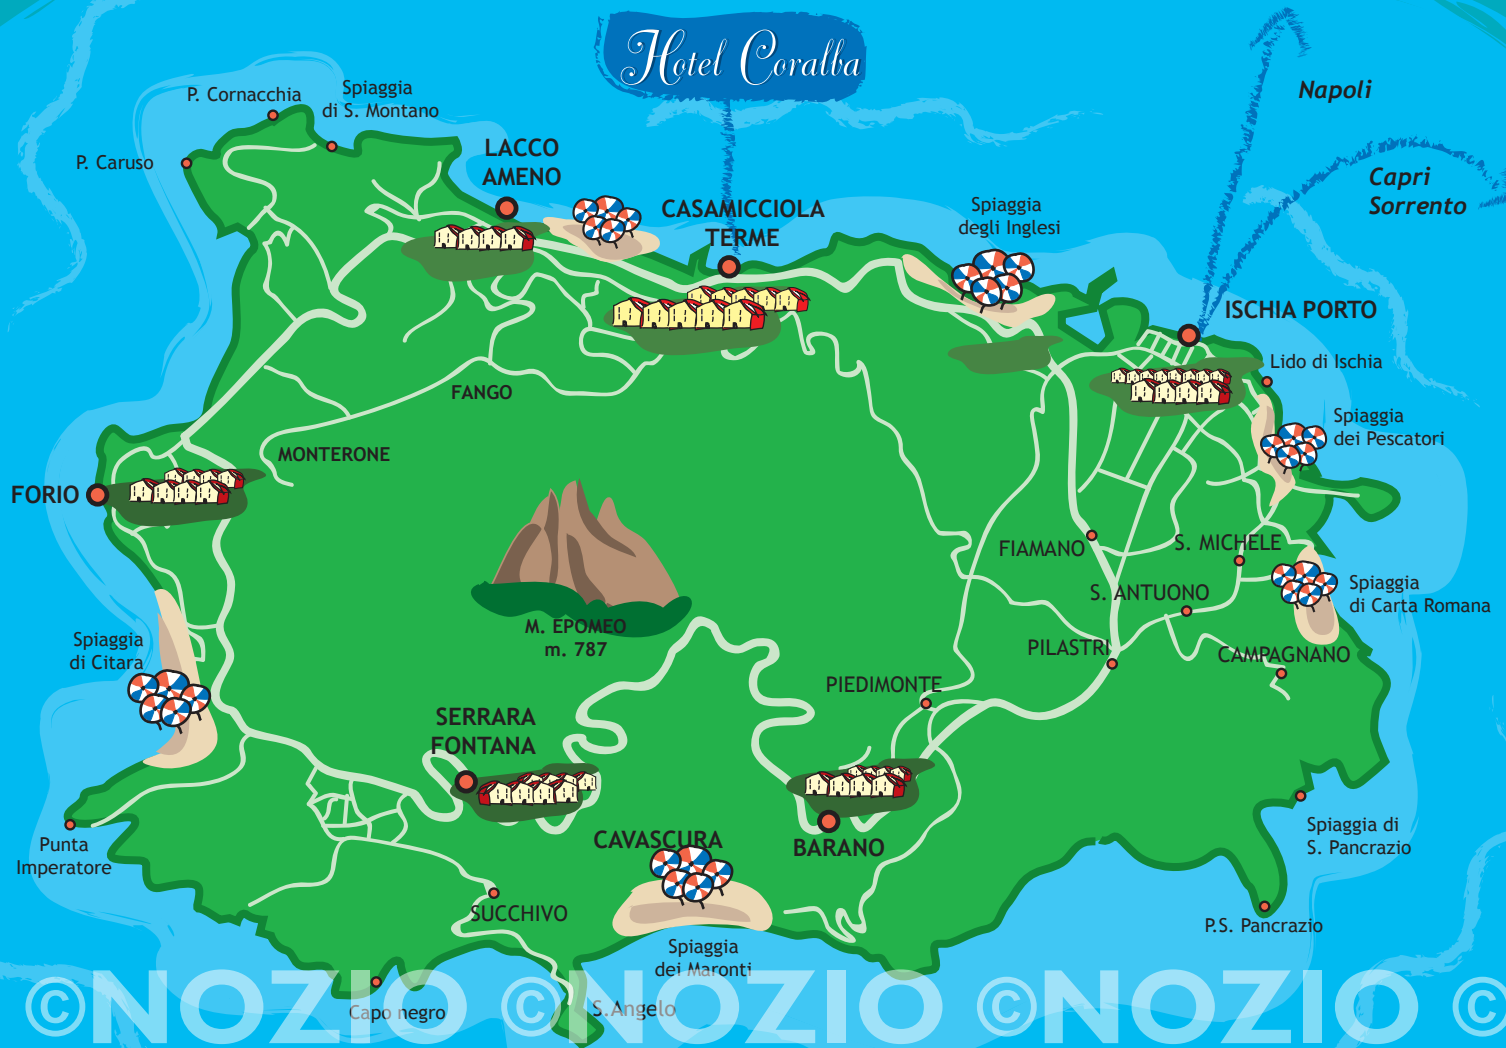 Hotel Coralba
Napoli
Capri
Sorrento
P. Cornacchia
Spiaggia
di S. Montano
P. Caruso
LACCO
AMENO
CASAMICCIOLA
TERME
Spiaggia
degli Inglesi
ISCHIA PORTO
Lido di Ischia
Spiaggia
dei Pescatori
FANGO
MONTERONE
FORIO
FIAMANO
S. MICHELE
S. ANTUONO
Spiaggia
di Carta Romana
M. EPOMEO
m. 787
Spiaggia
di Citara
PILASTRI
CAMPAGNANO
PIEDIMONTE
SERRARA
FONTANA
CAVASCURA
BARANO
Punta
Imperatore
Spiaggia di
S. Pancrazio
SUCCHIVO
P.S. Pancrazio
Spiaggia
dei Maronti
Capo negro
S.Angelo
©NOZIO ©NOZIO ©NOZIO ©